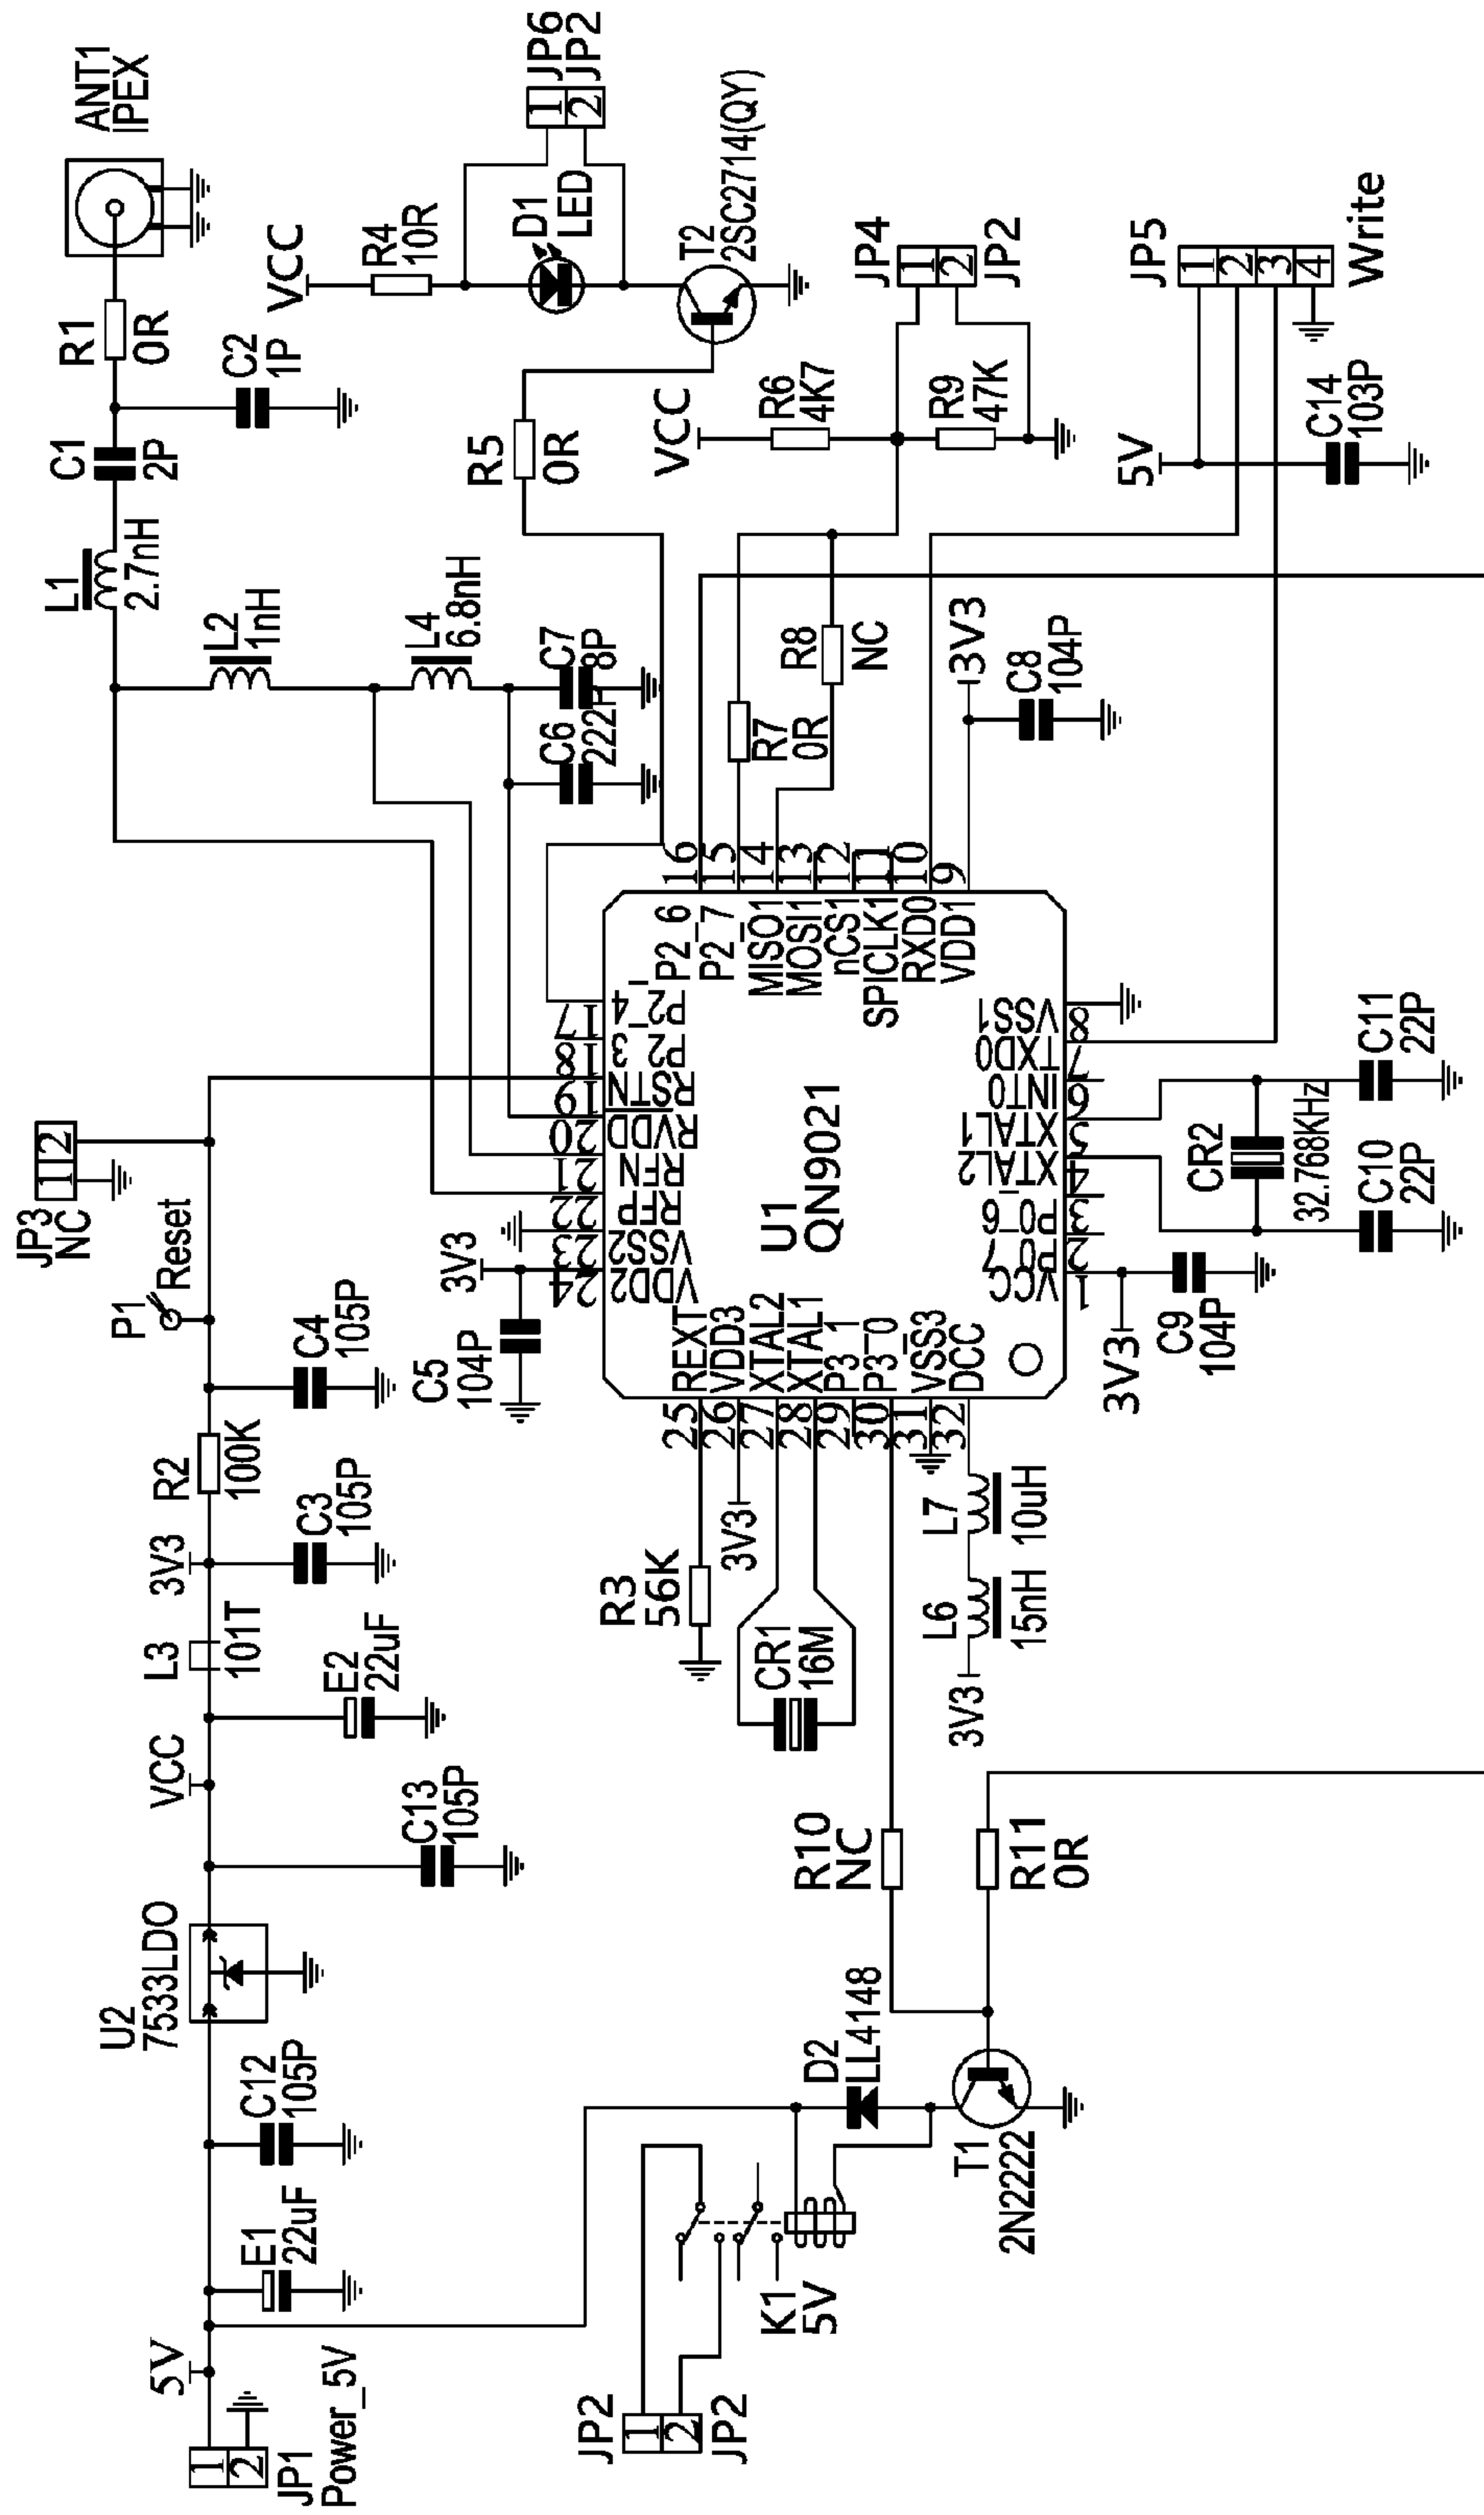 JP1
Power_5V
1
2
5V
E1
22uF
C12
105P
U2
7533LDO
C13
105P
VCC
E2
22uF
L3
101T
3V3
C3
105P
R2
100K
C4
105P
P1
Reset
JP3
NC
1
2
ANT1
IPEX
R1
0R
C2
1P
C1
2P
L1
2.7nH
L2
1nH
L4
6.8nH
C7
8P
C6
C5
104P
3V3
VCC
R4
10R
D1
LED
JP6
JP2
1
2
T2
2SC2714(QY)
R5
0R
VCC
R6
4K7
R9
47K
JP4
JP2
1
2
R7
0R
R8
NC
JP5
Write
1
2
3
4
5V
C14
103P
3V3
C8
104P
U1
QN9021
17
P2_4
18
P2_3
19
RSTN
20
RVDD
21
RFN
22
RFP
23
VSS2
24
VDD2
16
P2_6
15
P2_7
14
MISO1
13
MOSI1
12
nCS1
11
SPICLK1
10
RXD0
9
VDD1
25
REXT
26
VDD3
27
XTAL2
28
XTAL1
29
P3_1
30
P3_0
31
VSS3
32
DCC
8
VSS1
7
TXD0
6
INT0
5
XTAL1
4
XTAL2
3
P0_6
2
P0_7
1
VCC
R3
56K
3V3
CR1
16M
L7
10uH
L6
15nH
3V3
3V3
C9
104P
CR2
32.768KHz
C10
22P
C11
22P
R10
NC
R11
0R
D2
LL4148
T1
2N2222
K1
5V
JP2
JP2
1
2